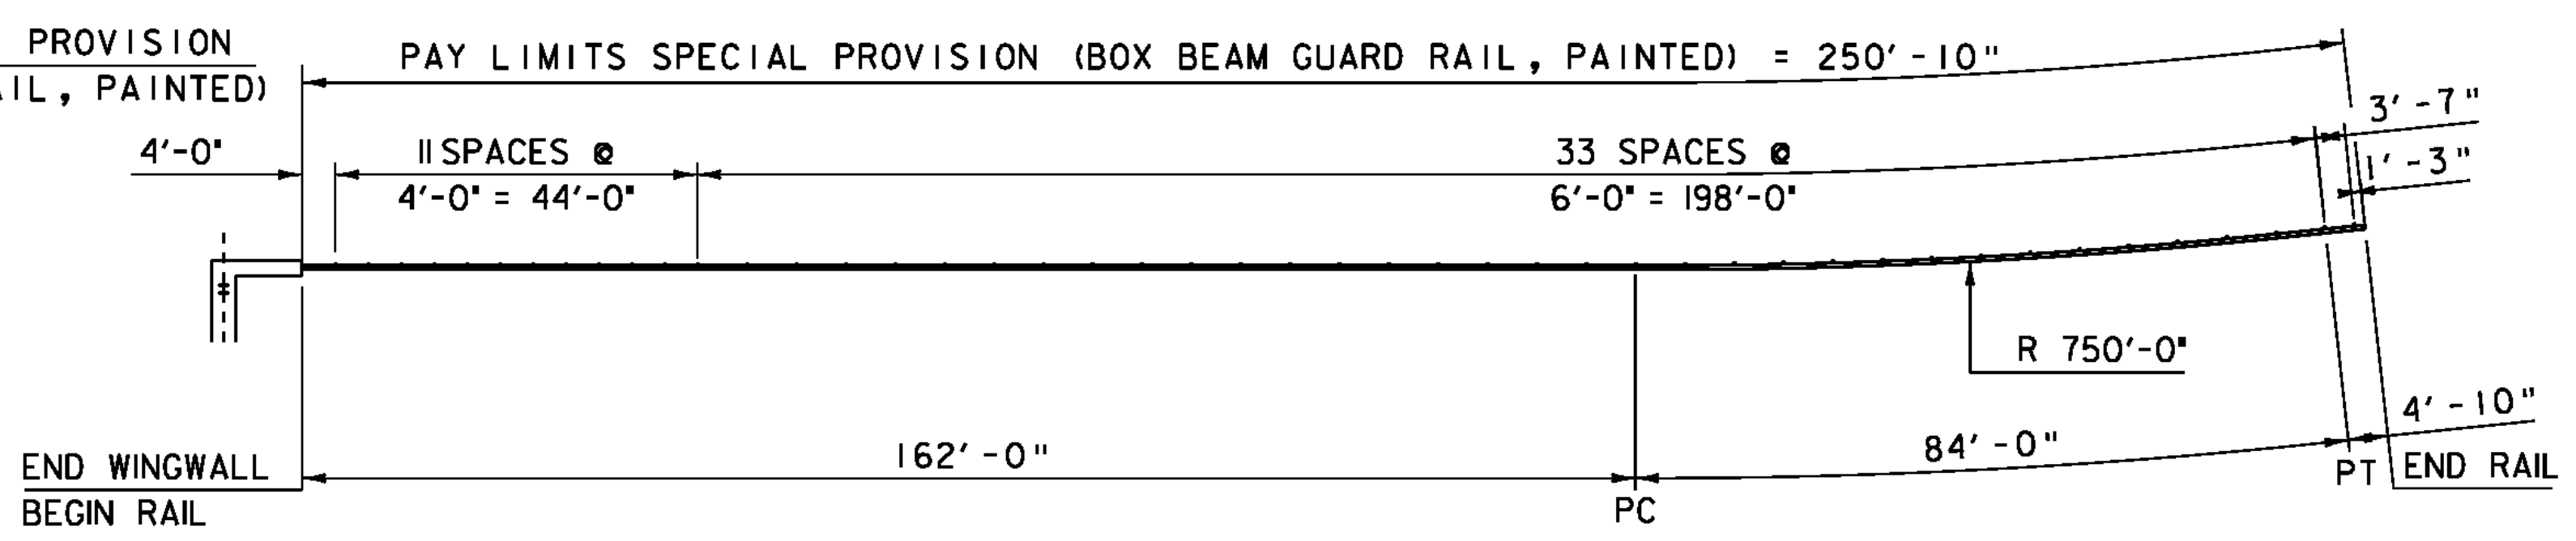 PROVISION
PAY LIMITS SPECIAL PROVISION (BOX BEAM GUARD RAIL, PAINTED) = 250'-10"
AIL, PAINTED)
3'-7"
4'-0"
11 SPACES @
33 SPACES @
1'-3"
4'-0" = 44'-0"
6'-0" = 198'-0"
R 750'-0"
4'-10"
162'-0"
84'-0"
END WINGWALL
PT
END RAIL
BEGIN RAIL
PC